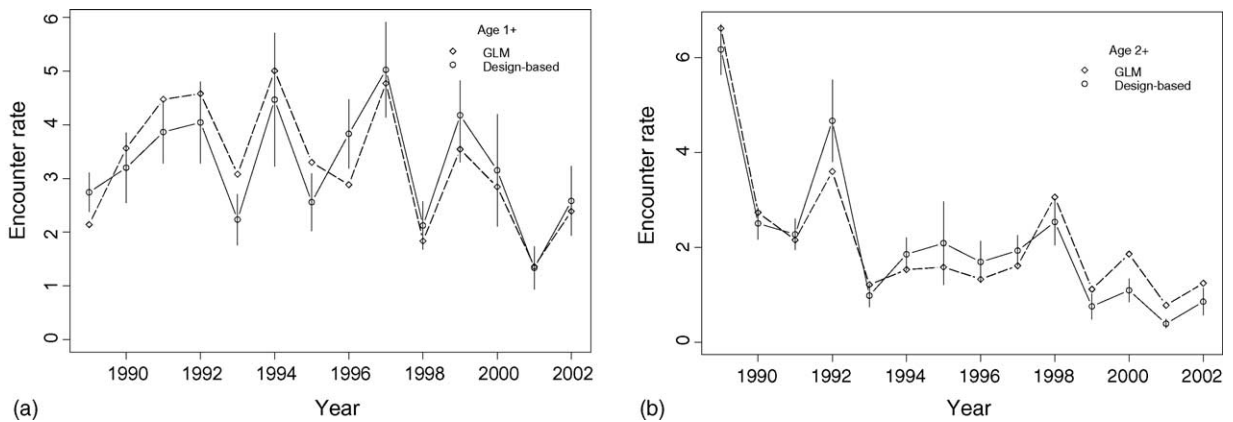 Encounter rate
6
5
4
3
2
1
0
Age 1+
GLM
Design-based
1990 1992 1994 1996 1998 2000 2002
(a) Year
Encounter rate
6
4
2
0
Age 2+
GLM
Design-based
1990 1992 1994 1996 1998 2000 2002
(b) Year